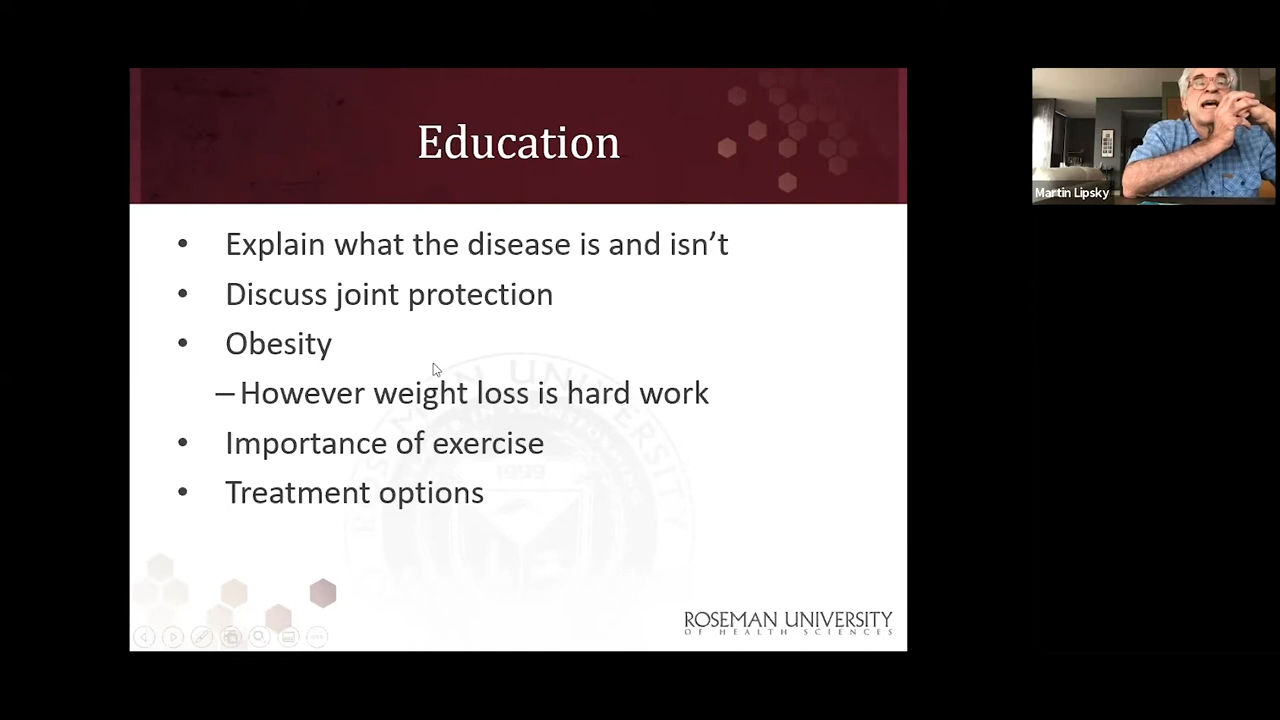 Education
• Explain what the disease is and isn’t
• Discuss joint protection
• Obesity
– However weight loss is hard work
• Importance of exercise
• Treatment options
1999
ROSEMAN UNIVERSITY
OF HEALTH SCIENCES
Martin Lipsky